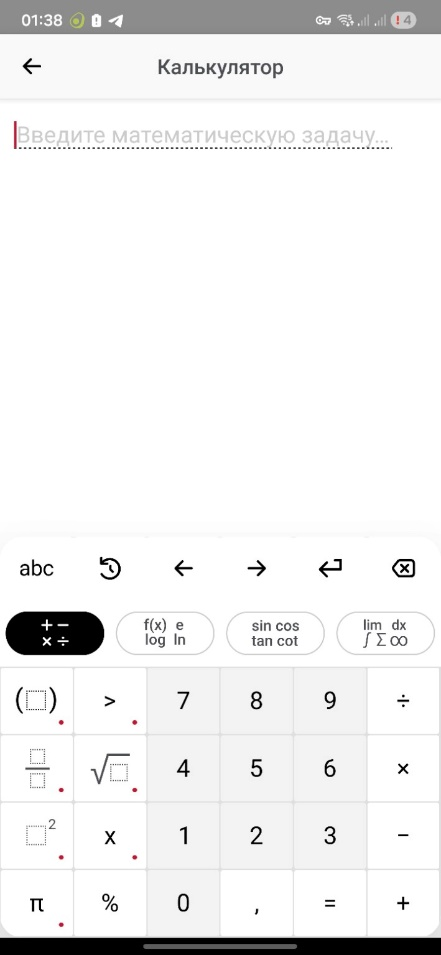 01:38 ! 4
Калькулятор
Введите математическую задачу...
abc
+ − f(x) e sin cos lim dx
× ÷ log ln tan cot ∫ Σ ∞
(□) > 7 8 9 ÷
□/□ √□ 4 5 6 ×
□² x 1 2 3 −
π % 0 , = +